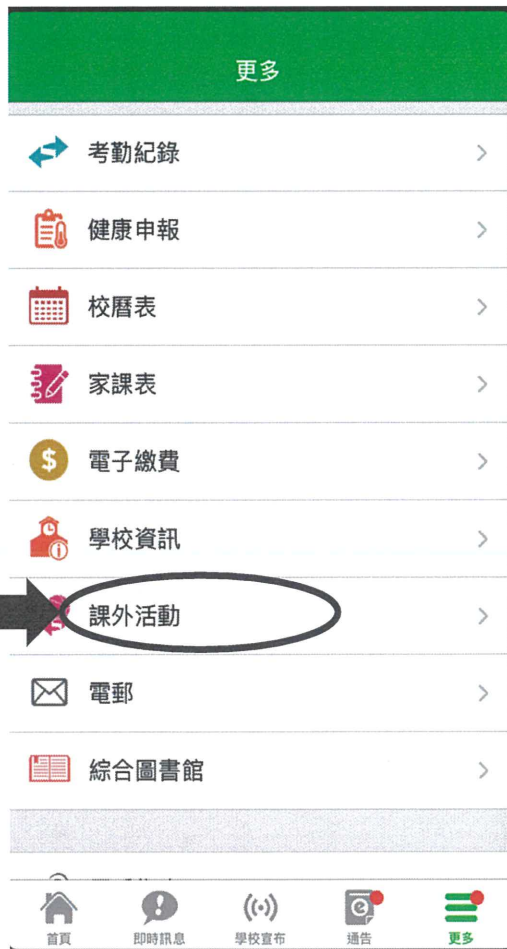 更多
考勤紀錄
健康申報
校曆表
家課表
電子繳費
學校資訊
課外活動
電郵
綜合圖書館
首頁
即時訊息
學校宣布
通告
更多